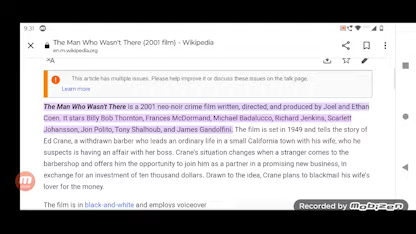 9:31
The Man Who Wasn't There (2001 film) - Wikipedia
en.m.wikipedia.org
This article has multiple issues. Please help improve it or discuss these issues on the talk page.
Learn more
The Man Who Wasn't There is a 2001 neo-noir crime film written, directed, and produced by Joel and Ethan
Coen. It stars Billy Bob Thornton, Frances McDormand, Michael Badalucco, Richard Jenkins, Scarlett
Johansson, Jon Polito, Tony Shalhoub, and James Gandolfini. The film is set in 1949 and tells the story of
Ed Crane, a withdrawn barber who leads an ordinary life in a small California town with his wife, who he
suspects is having an affair with her boss. Crane's situation changes when a stranger comes to the
barbershop and offers him the opportunity to join him as a partner in a promising new business, in
exchange for an investment of ten thousand dollars. Drawn to the idea, Crane plans to blackmail his wife's
lover for the money.
The film is in black-and-white and employs voiceover
Recorded by
Mobizen